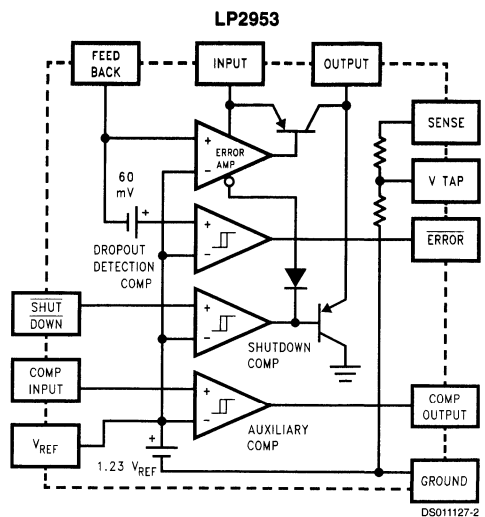 LP2953
FEED
BACK
INPUT
OUTPUT
SENSE
ERROR
AMP
+
−
60
mV
V TAP
+
+
−
ERROR
DROPOUT
DETECTION
COMP
SHUT
DOWN
+
−
SHUTDOWN
COMP
COMP
INPUT
+
−
COMP
OUTPUT
AUXILIARY
COMP
VREF
+
1.23 VREF
GROUND
DS011127-2